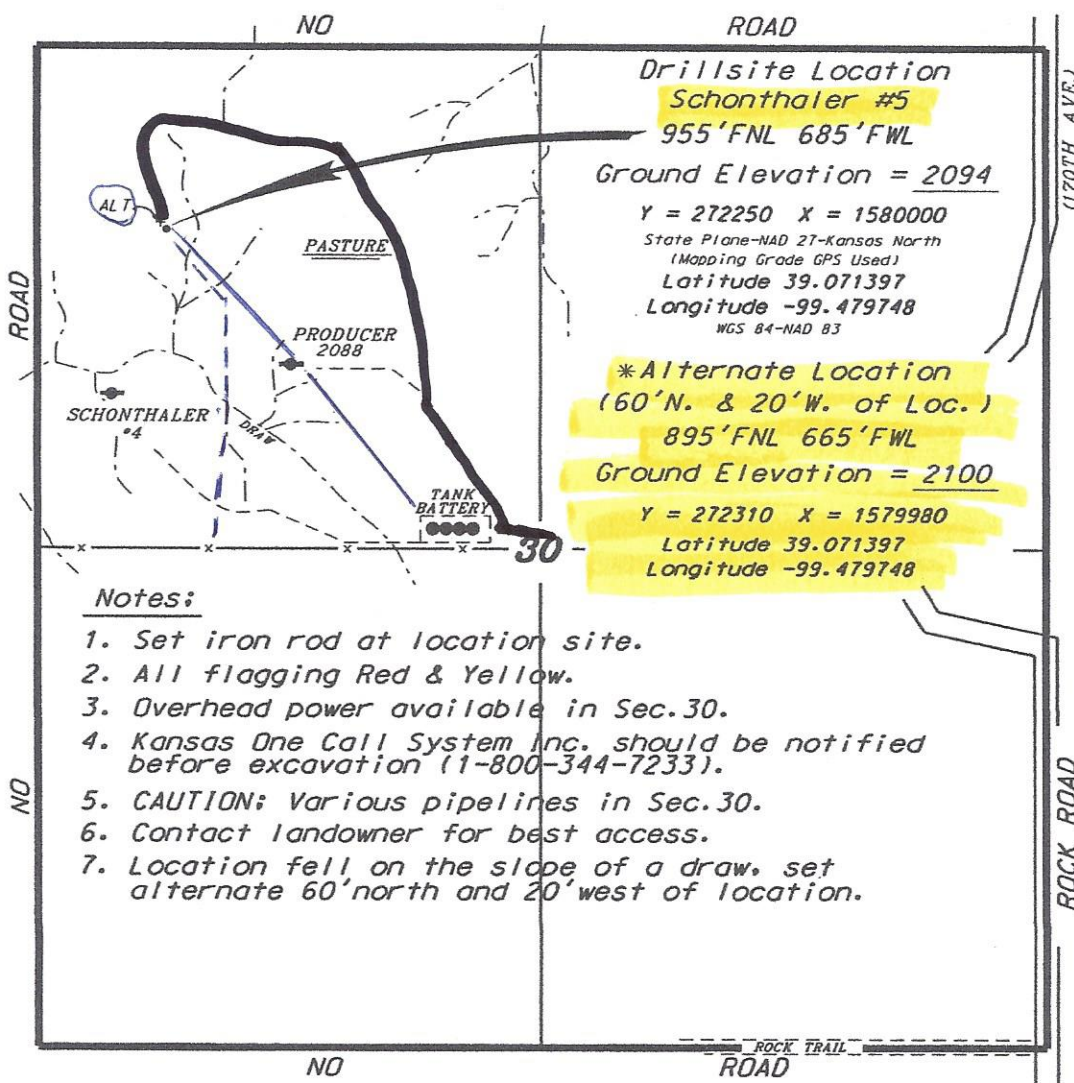 NO ROAD
Drillsite Location
Schonthaler #5
955'FNL 685'FWL
Ground Elevation = 2094
Y = 272250 X = 1580000
State Plane-NAD 27-Kansas North
(Mapping Grade GPS Used)
Latitude 39.071397
Longitude -99.479748
WGS 84-NAD 83
(170TH AVE)
ALT.
PASTURE
ROAD
PRODUCER
2088
SCHONTHALER
#4
DRAW
TANK
BATTERY
30
*Alternate Location
(60'N. & 20'W. of Loc.)
895'FNL 665'FWL
Ground Elevation = 2100
Y = 272310 X = 1579980
Latitude 39.071397
Longitude -99.479748
Notes:
1. Set iron rod at location site.
2. All flagging Red & Yellow.
3. Overhead power available in Sec.30.
4. Kansas One Call System Inc. should be notified
before excavation (1-800-344-7233).
5. CAUTION: Various pipelines in Sec.30.
6. Contact landowner for best access.
7. Location fell on the slope of a draw. set
alternate 60'north and 20'west of location.
NO
ROCK ROAD
ROCK TRAIL
NO ROAD